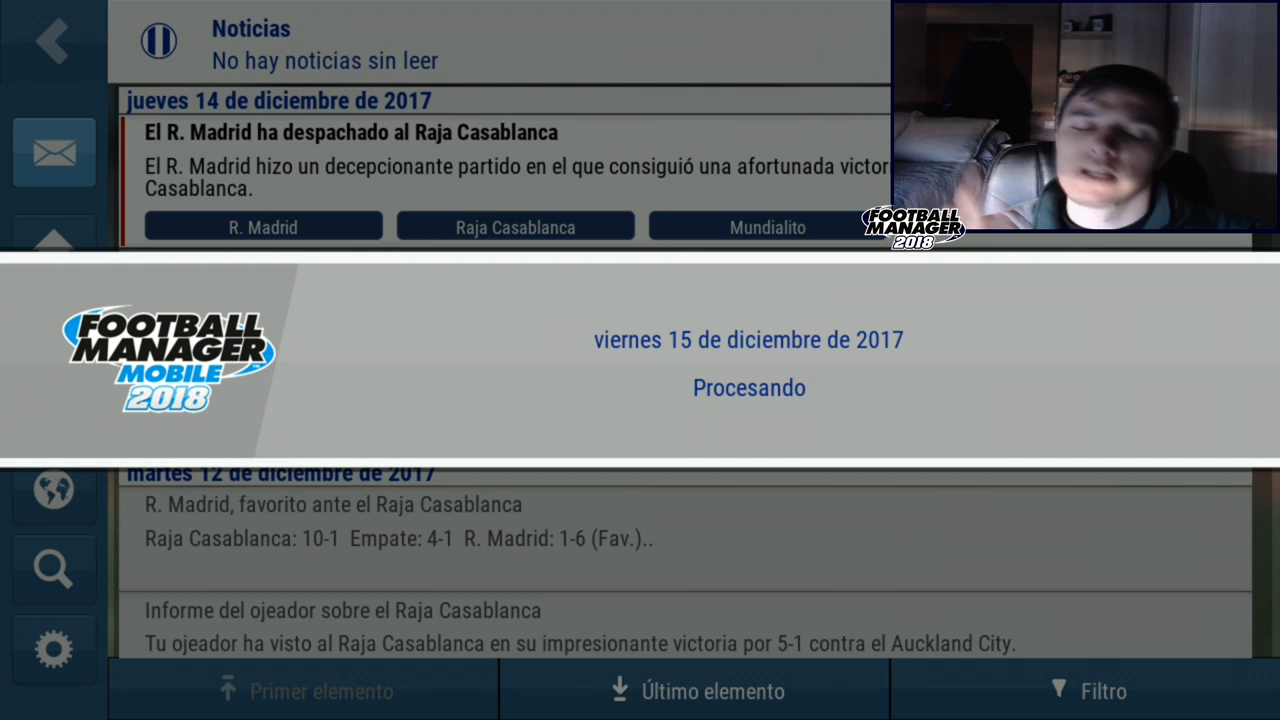 Noticias
No hay noticias sin leer
jueves 14 de diciembre de 2017
El R. Madrid ha despachado al Raja Casablanca
El R. Madrid hizo un decepcionante partido en el que consiguió una afortunada victor
Casablanca.
R. Madrid
Raja Casablanca
Mundialito
FOOTBALL
MANAGER
2018
FOOTBALL
MANAGER
MOBILE
2018
viernes 15 de diciembre de 2017
Procesando
martes 12 de diciembre de 2017
R. Madrid, favorito ante el Raja Casablanca
Raja Casablanca: 10-1 Empate: 4-1 R. Madrid: 1-6 (Fav.)..
Informe del ojeador sobre el Raja Casablanca
Tu ojeador ha visto al Raja Casablanca en su impresionante victoria por 5-1 contra el Auckland City.
Primer elemento
Último elemento
Filtro